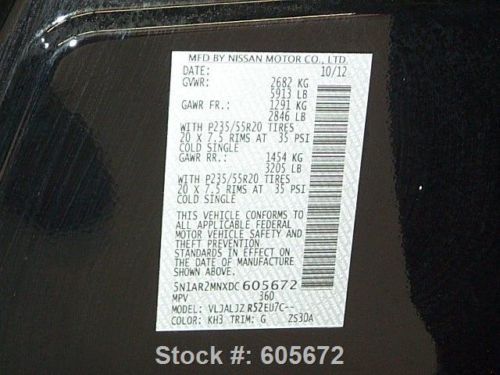 MFD BY NISSAN MOTOR CO., LTD.
DATE: 10/12
GVWR: 2682 KG
5913 LB
GAWR FR.: 1291 KG
2846 LB
WITH P235/55R20 TIRES
20 X 7.5 RIMS AT 35 PSI
COLD SINGLE
GAWR RR.: 1454 KG
3205 LB
WITH P235/55R20 TIRES
20 X 7.5 RIMS AT 35 PSI
COLD SINGLE
THIS VEHICLE CONFORMS TO
ALL APPLICABLE FEDERAL
MOTOR VEHICLE SAFETY AND
THEFT PREVENTION
STANDARDS IN EFFECT ON
THE DATE OF MANUFACTURE
SHOWN ABOVE.
5N1AR2MNXDC605672
MPV 360
MODEL: VLJALJZ R52EU7C--
COLOR: KH3 TRIM: G ZS3DA
Stock #: 605672